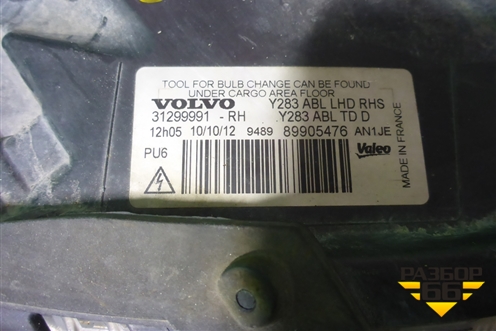 TOOL FOR BULB CHANGE CAN BE FOUND
UNDER CARGO AREA FLOOR
VOLVO Y283 ABL LHD RHS
31299991 - RH Y283 ABL TD D
12h05 10/10/12 9489 89905476 AN1JE
PU6
Valeo
MADE IN FRANCE
РАЗБОР
66